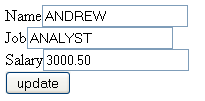 Name ANDREW
Job ANALYST
Salary 3000.50
update